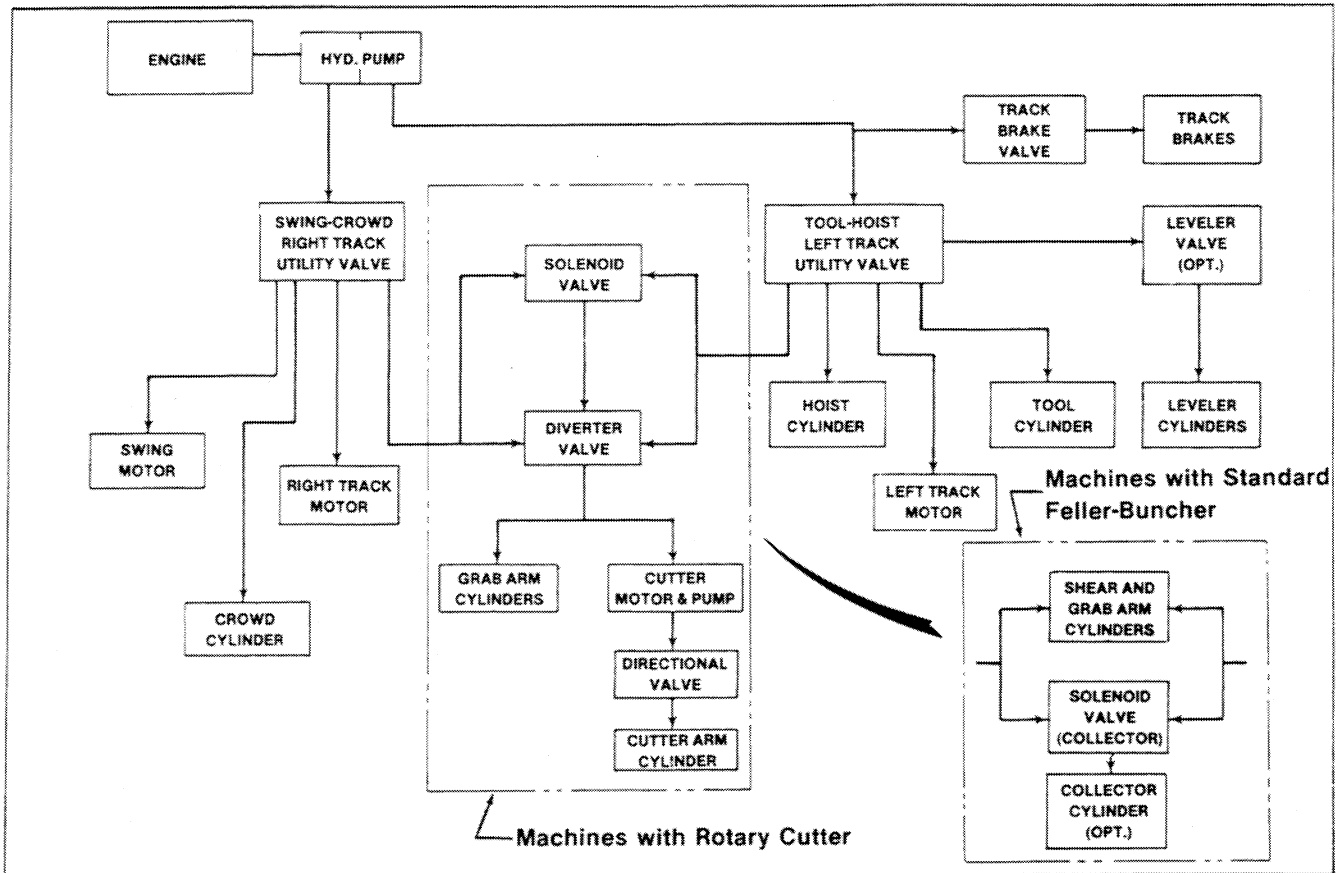 ENGINE
HYD. PUMP
TRACK
BRAKE
VALVE
TRACK
BRAKES
SWING-CROWD
RIGHT TRACK
UTILITY VALVE
TOOL-HOIST
LEFT TRACK
UTILITY VALVE
LEVELER
VALVE
(OPT.)
SOLENOID
VALVE
DIVERTER
VALVE
HOIST
CYLINDER
TOOL
CYLINDER
LEVELER
CYLINDERS
SWING
MOTOR
RIGHT TRACK
MOTOR
LEFT TRACK
MOTOR
Machines with Standard
Feller-Buncher
CROWD
CYLINDER
GRAB ARM
CYLINDERS
CUTTER
MOTOR & PUMP
DIRECTIONAL
VALVE
CUTTER ARM
CYLINDER
Machines with Rotary Cutter
SHEAR AND
GRAB ARM
CYLINDERS
SOLENOID
VALVE
(COLLECTOR)
COLLECTOR
CYLINDER
(OPT.)